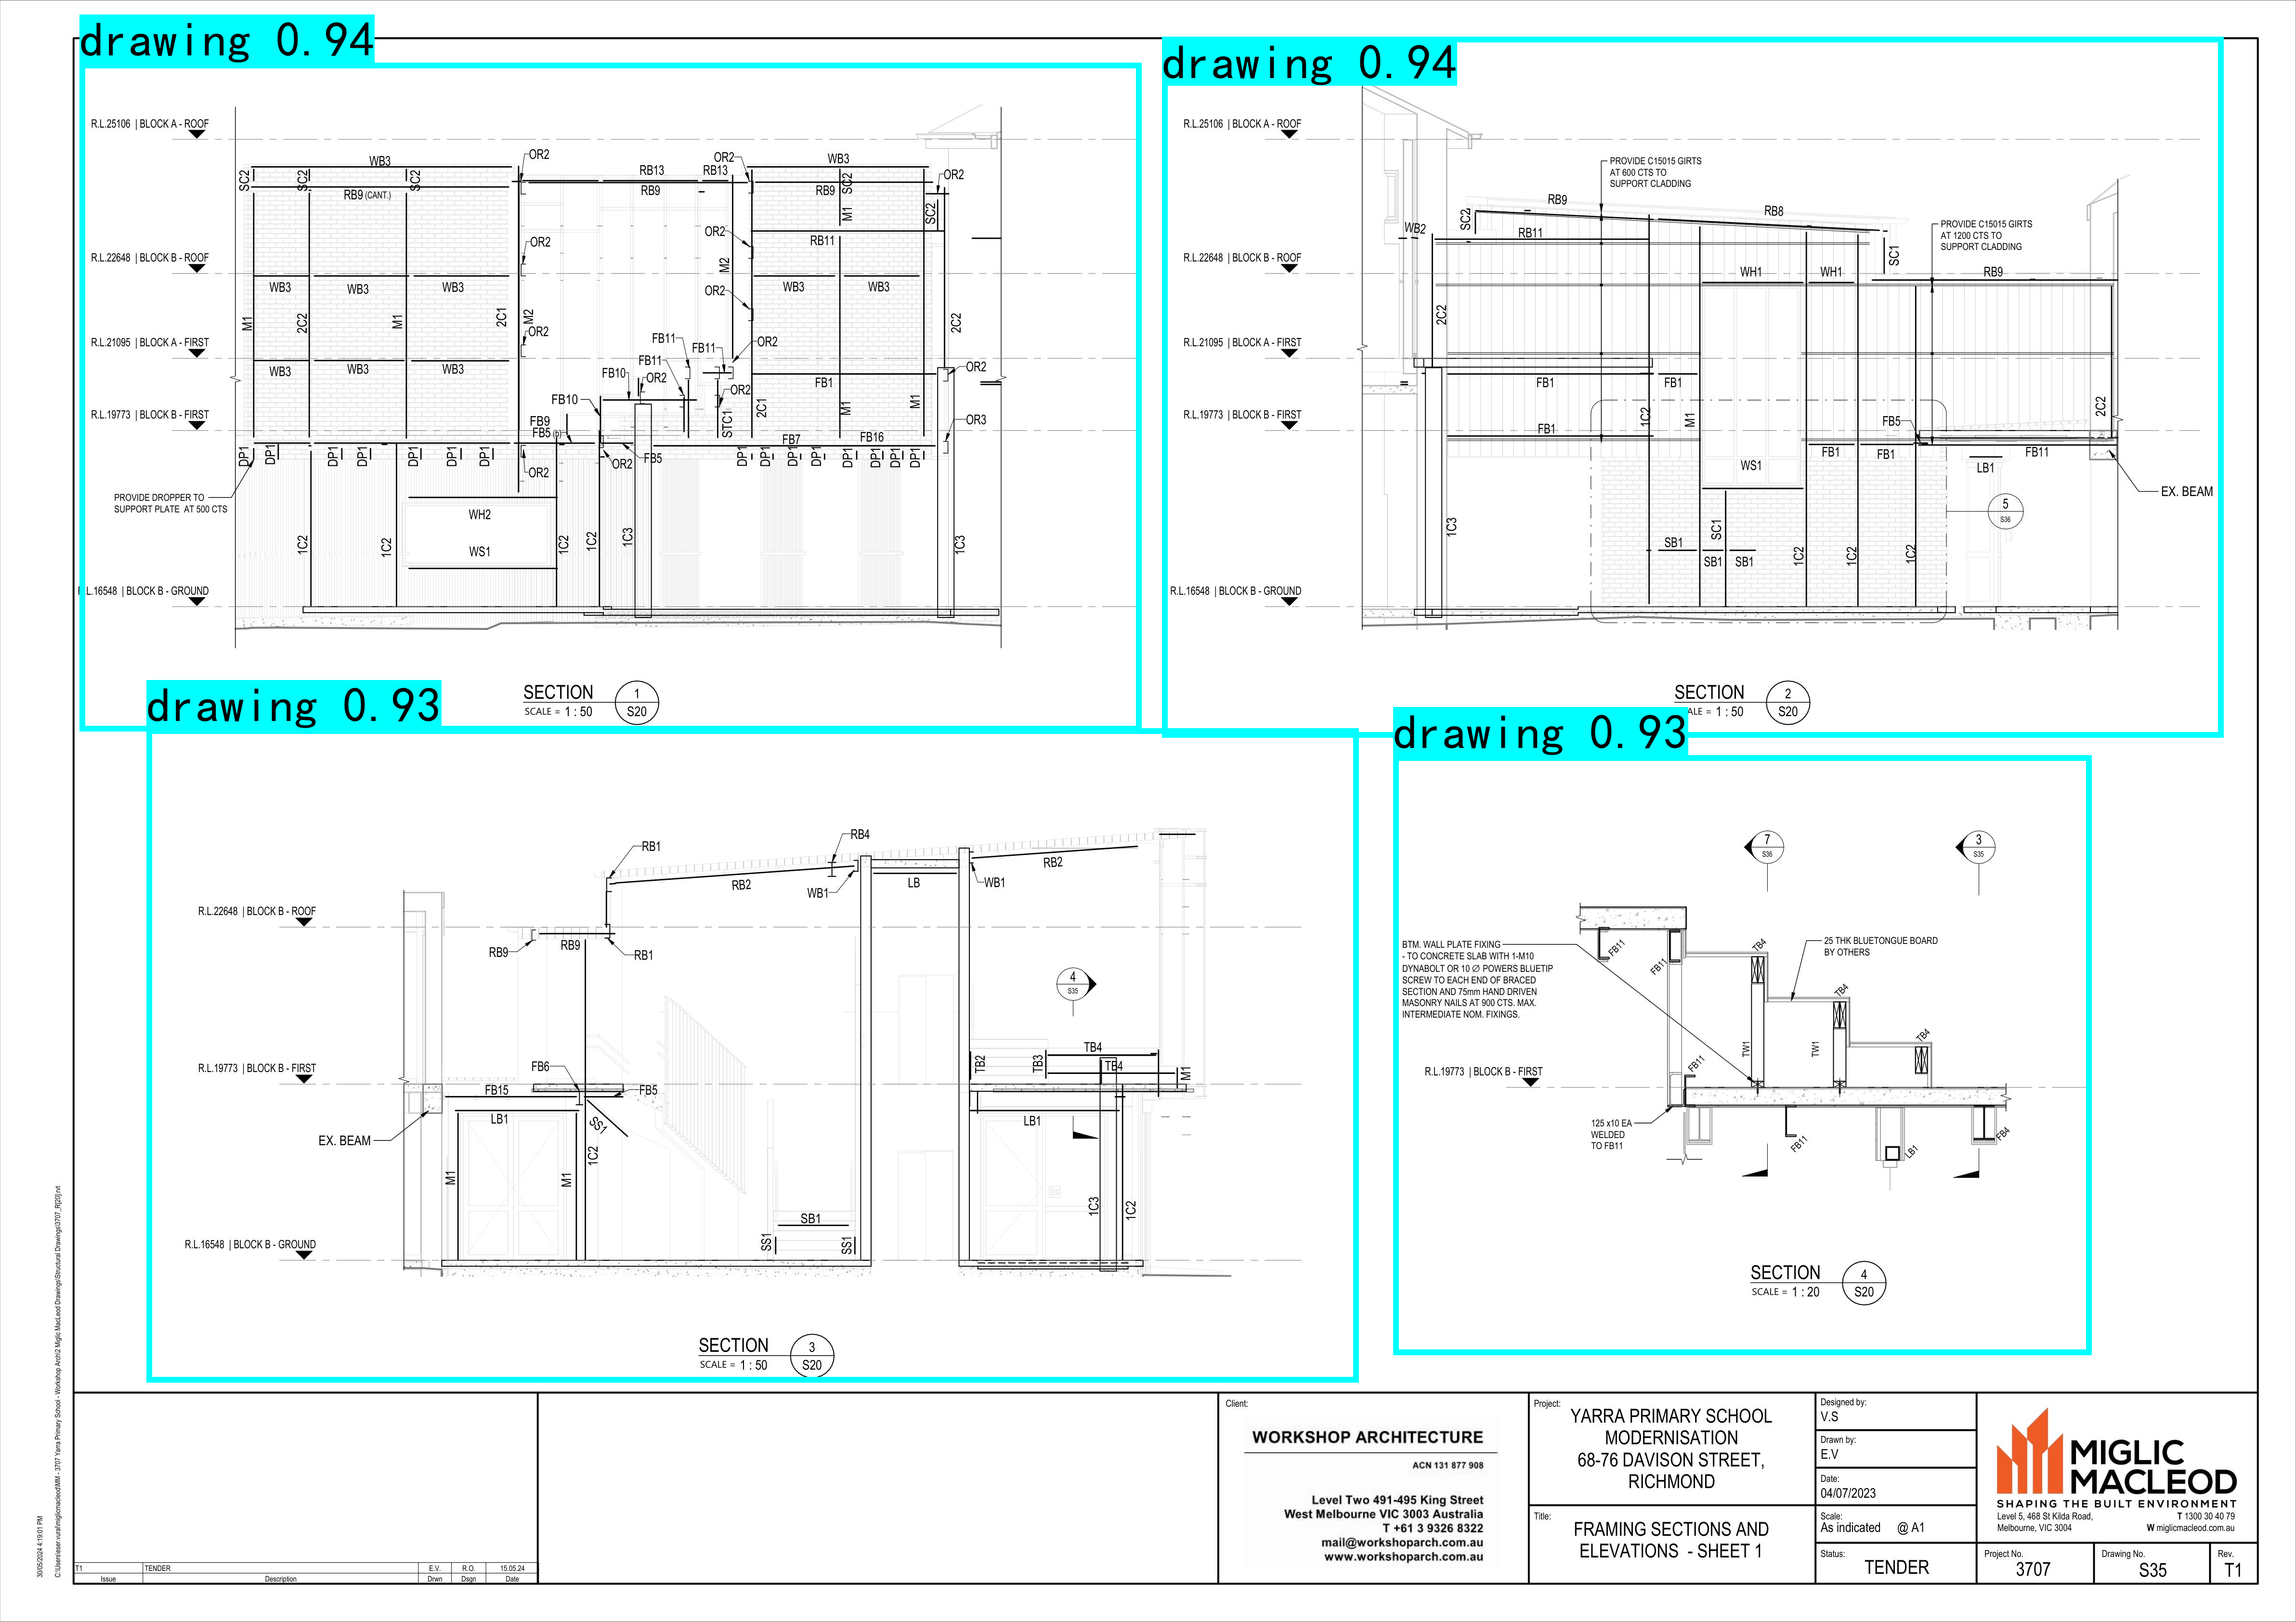 drawing 0.94
R.L.25106 | BLOCK A - ROOF
R.L.22648 | BLOCK B - ROOF
R.L.21095 | BLOCK A - FIRST
R.L.19773 | BLOCK B - FIRST
R.L.16548 | BLOCK B - GROUND
WB3
OR2
OR2
RB13
RB13
WB3
SC2
SC2
SC2
RB9 (CANT.)
RB9
RB9
SC2
OR2
M1
SC2
OR2
OR2
RB11
M2
WB3
WB3
WB3
OR2
WB3
WB3
M1
2C2
M1
2C1
M2
OR2
FB11
FB11
OR2
2C2
WB3
WB3
WB3
FB11
FB10
OR2
OR2
FB1
OR2
FB10
STC1
2C1
M1
M1
OR3
FB9
FB5
FB7
FB16
DP1
DP1
DP1
DP1
DP1
DP1
DP1
OR2
OR2
FB5
DP1
DP1
DP1
DP1
DP1
DP1
DP1
DP1
PROVIDE DROPPER TO
SUPPORT PLATE AT 500 CTS
WH2
WS1
1C2
1C2
1C2
1C2
1C3
1C3
SECTION
SCALE = 1 : 50
1
S20
drawing 0.94
R.L.25106 | BLOCK A - ROOF
R.L.22648 | BLOCK B - ROOF
R.L.21095 | BLOCK A - FIRST
R.L.19773 | BLOCK B - FIRST
R.L.16548 | BLOCK B - GROUND
PROVIDE C15015 GIRTS
AT 600 CTS TO
SUPPORT CLADDING
PROVIDE C15015 GIRTS
AT 1200 CTS TO
SUPPORT CLADDING
WB2
SC2
RB9
RB8
RB11
SC1
WH1
WH1
RB9
2C2
FB1
FB1
1C2
M1
FB5
2C2
FB1
FB1
FB1
FB11
LB1
WS1
EX. BEAM
5
S36
1C3
SC1
SB1
SB1
SB1
1C2
1C2
1C2
SECTION
ALE = 1 : 50
2
S20
drawing 0.93
R.L.22648 | BLOCK B - ROOF
R.L.19773 | BLOCK B - FIRST
R.L.16548 | BLOCK B - GROUND
RB1
RB4
RB2
WB1
LB
WB1
RB2
RB9
RB9
RB1
4
S35
FB6
FB15
FB5
LB1
SS1
EX. BEAM
M1
M1
1C2
TB2
TB3
TB4
TB4
M1
LB1
1C3
1C2
SB1
SS1
SS1
SECTION
SCALE = 1 : 50
3
S20
drawing 0.93
7
S36
3
S35
BTM. WALL PLATE FIXING
- TO CONCRETE SLAB WITH 1-M10
DYNABOLT OR 10 ∅ POWERS BLUETIP
SCREW TO EACH END OF BRACED
SECTION AND 75mm HAND DRIVEN
MASONRY NAILS AT 900 CTS. MAX.
INTERMEDIATE NOM. FIXINGS.
25 THK BLUETONGUE BOARD
BY OTHERS
FB11
FB11
TB4
TB4
TB4
TW1
TW1
FB11
R.L.19773 | BLOCK B - FIRST
125 x10 EA
WELDED
TO FB11
FB11
LB1
FB4
SECTION
SCALE = 1 : 20
4
S20
30/05/2024 4:19:01 PM
T1 TENDER E.V. R.O. 15.05.24
Issue Description Drwn Dsgn Date
Client:
WORKSHOP ARCHITECTURE
ACN 131 877 908
Level Two 491-495 King Street
West Melbourne VIC 3003 Australia
T +61 3 9326 8322
mail@workshoparch.com.au
www.workshoparch.com.au
Project:
YARRA PRIMARY SCHOOL
MODERNISATION
68-76 DAVISON STREET,
RICHMOND
Title:
FRAMING SECTIONS AND
ELEVATIONS - SHEET 1
Designed by:
V.S
Drawn by:
E.V
Date:
04/07/2023
Scale:
As indicated @ A1
Status:
TENDER
MIGLIC
MACLEOD
SHAPING THE BUILT ENVIRONMENT
Level 5, 468 St Kilda Road, T 1300 30 40 79
Melbourne, VIC 3004 W miglicmacleod.com.au
Project No.
3707
Drawing No.
S35
Rev.
T1